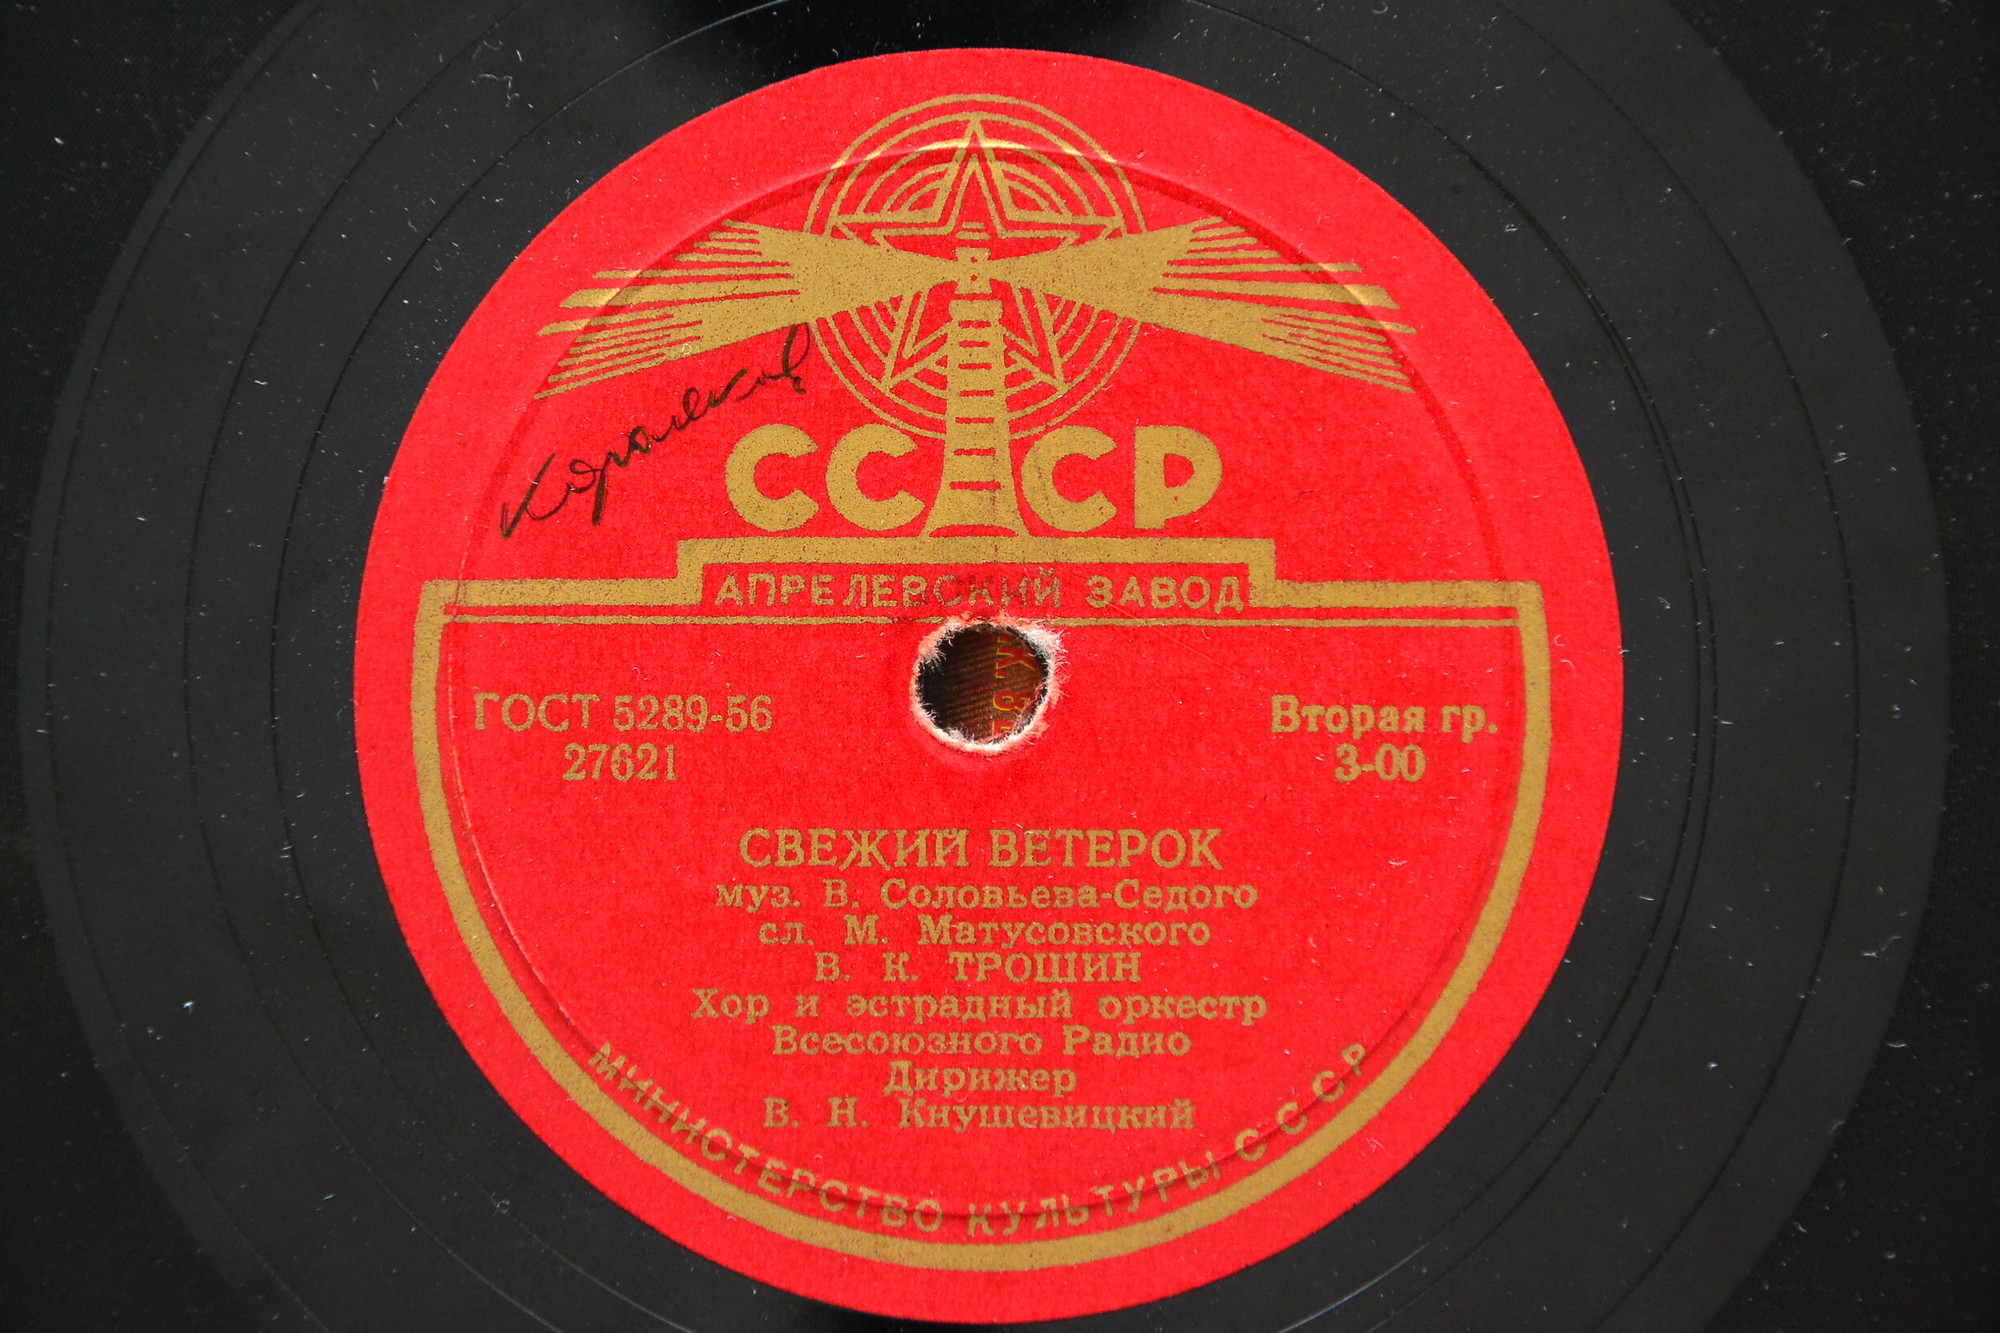 Корольков
СССР
АПРЕЛЕВСКИЙ ЗАВОД
ГОСТ 5289-56
27621
Вторая гр.
3-00
СВЕЖИЙ ВЕТЕРОК
муз. В. Соловьева-Седого
сл. М. Матусовского
В. К. ТРОШИН
Хор и эстрадный оркестр
Всесоюзного Радио
Дирижер
В. Н. Кнушевицкий
МИНИСТЕРСТВО КУЛЬТУРЫ СССР